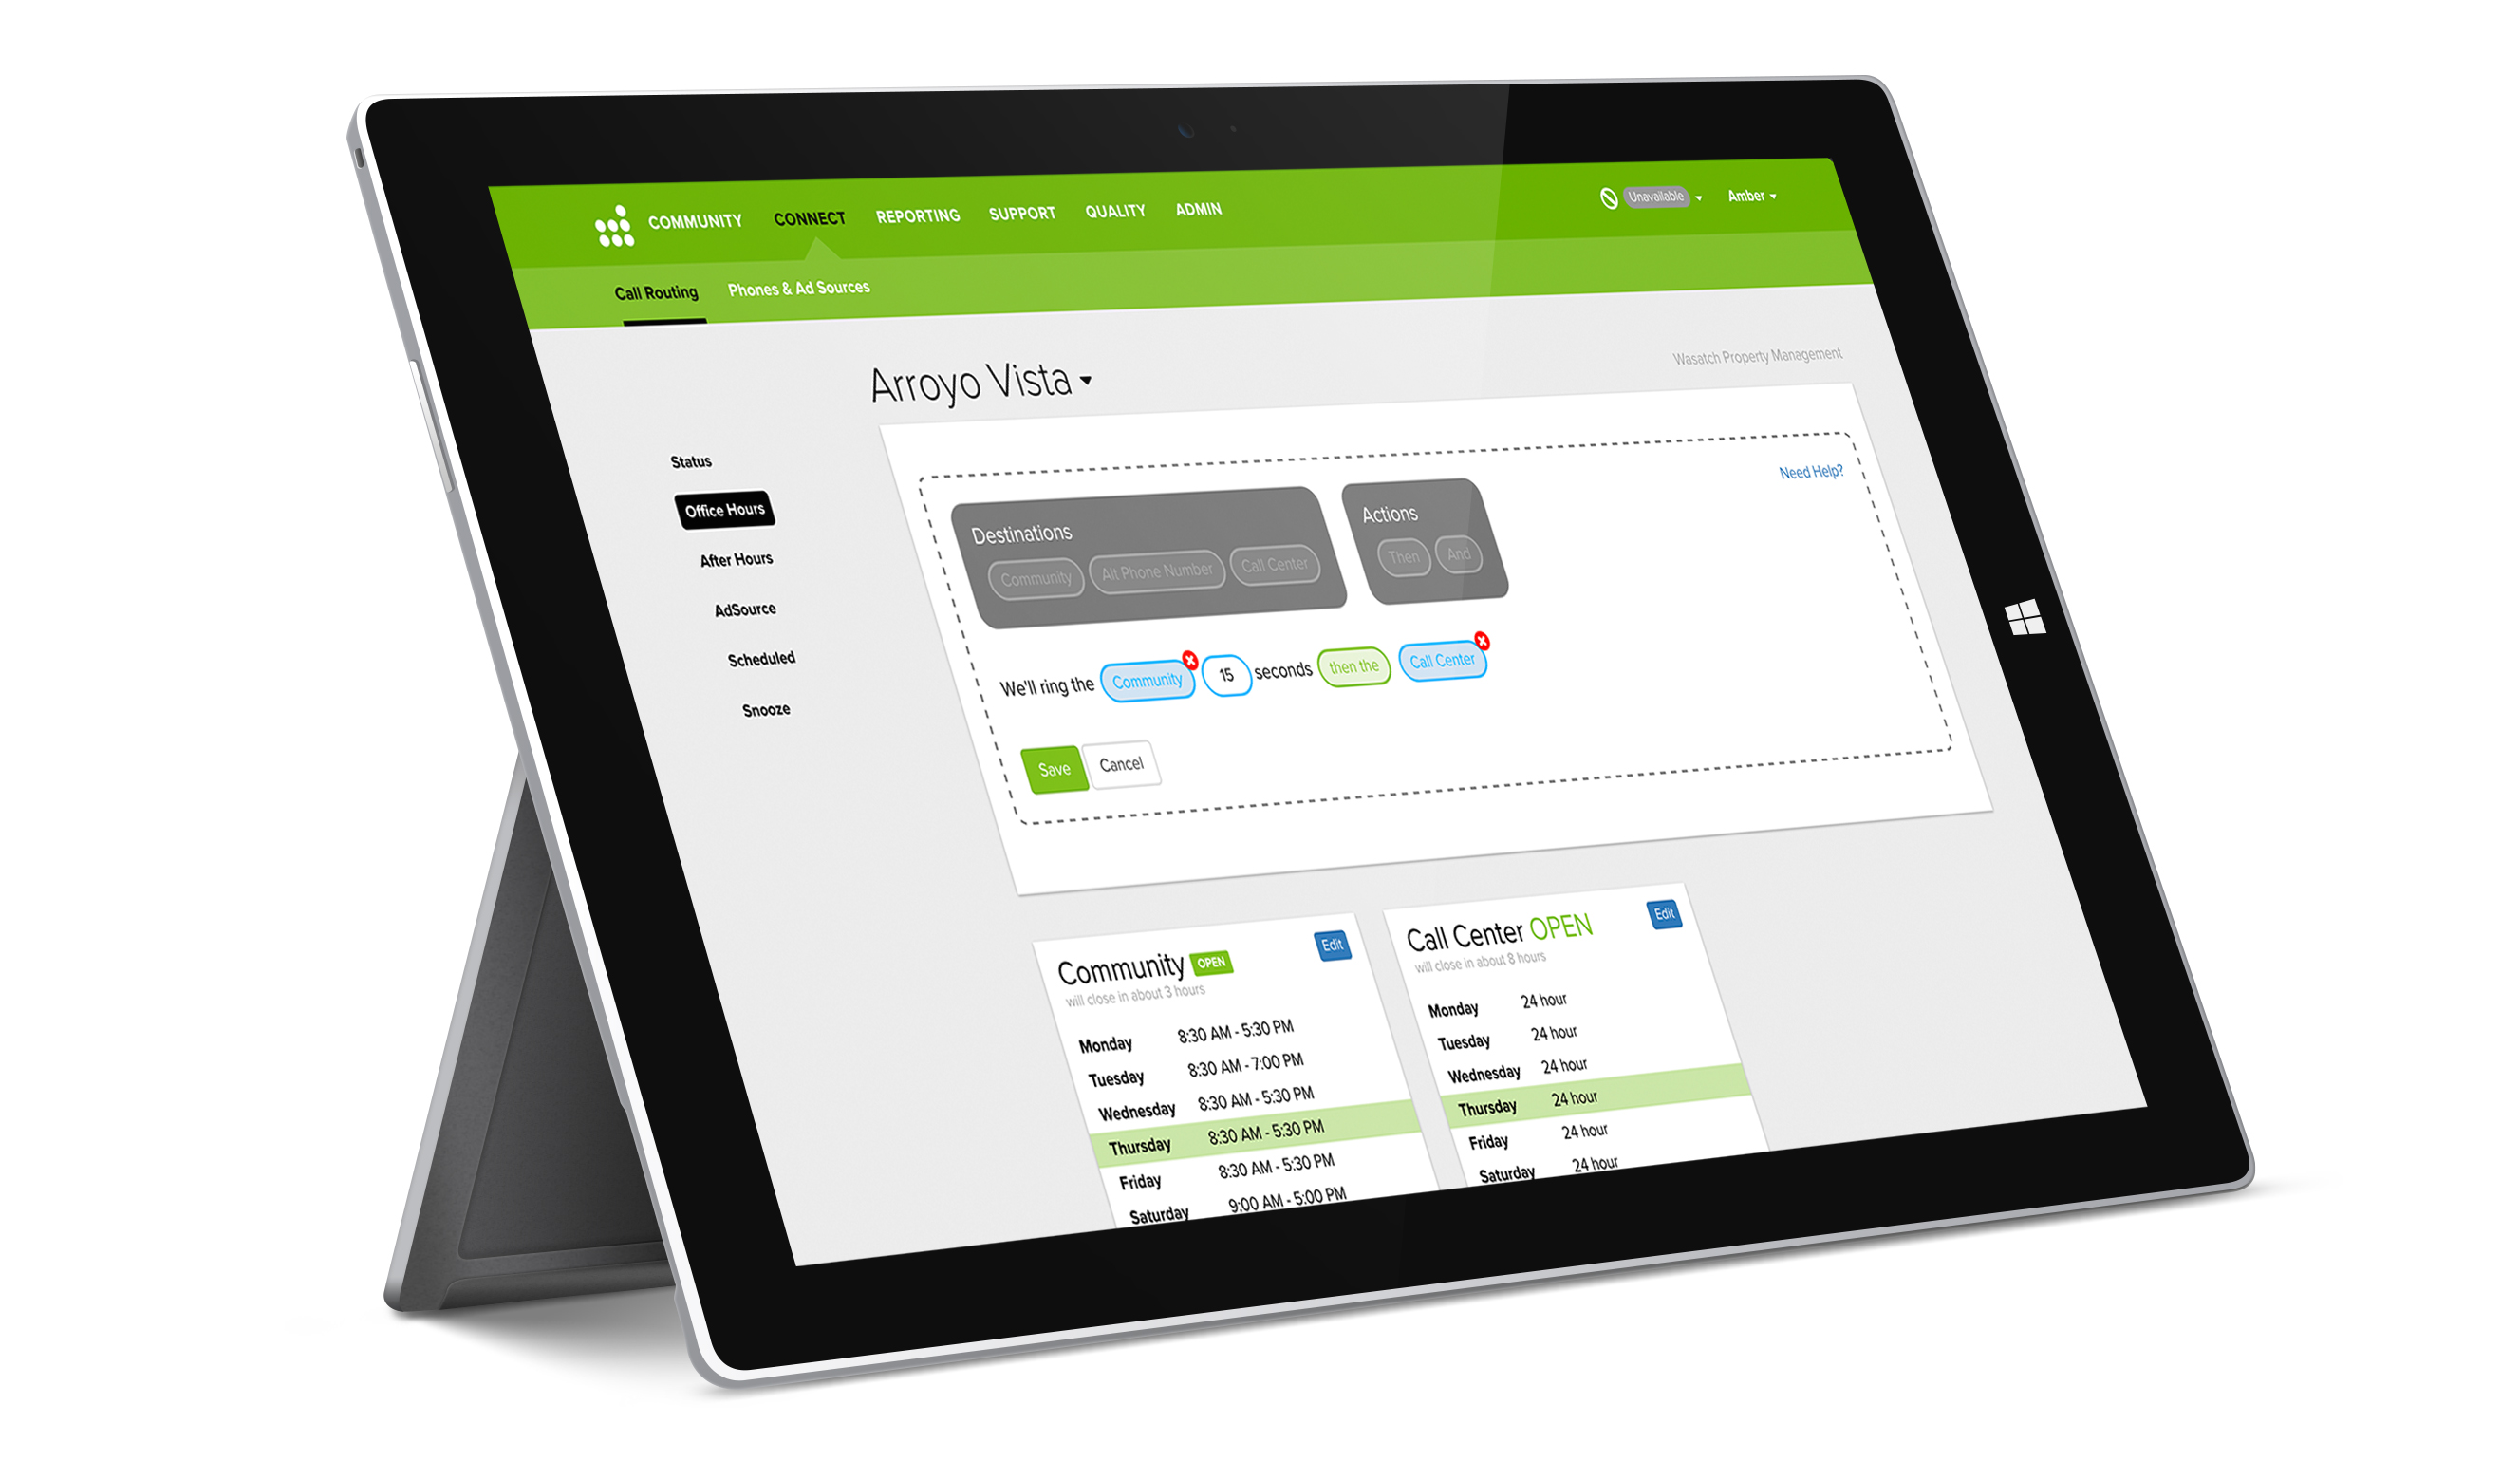 COMMUNITY CONNECT REPORTING SUPPORT QUALITY ADMIN Unavailable Amber
Call Routing Phones & Ad Sources
Arroyo Vista
Wasatch Property Management
Status
Office Hours
After Hours
AdSource
Scheduled
Snooze
Need Help?
Destinations
Community Alt Phone Number Call Center
Actions
Then And
We'll ring the Community 15 seconds then the Call Center
Save Cancel
Community OPEN Edit
will close in about 3 hours
Monday 8:30 AM - 5:30 PM
Tuesday 8:30 AM - 7:00 PM
Wednesday 8:30 AM - 5:30 PM
Thursday 8:30 AM - 5:30 PM
Friday 8:30 AM - 5:30 PM
Saturday 9:00 AM - 5:00 PM
Call Center OPEN Edit
will close in about 8 hours
Monday 24 hour
Tuesday 24 hour
Wednesday 24 hour
Thursday 24 hour
Friday 24 hour
Saturday 24 hour